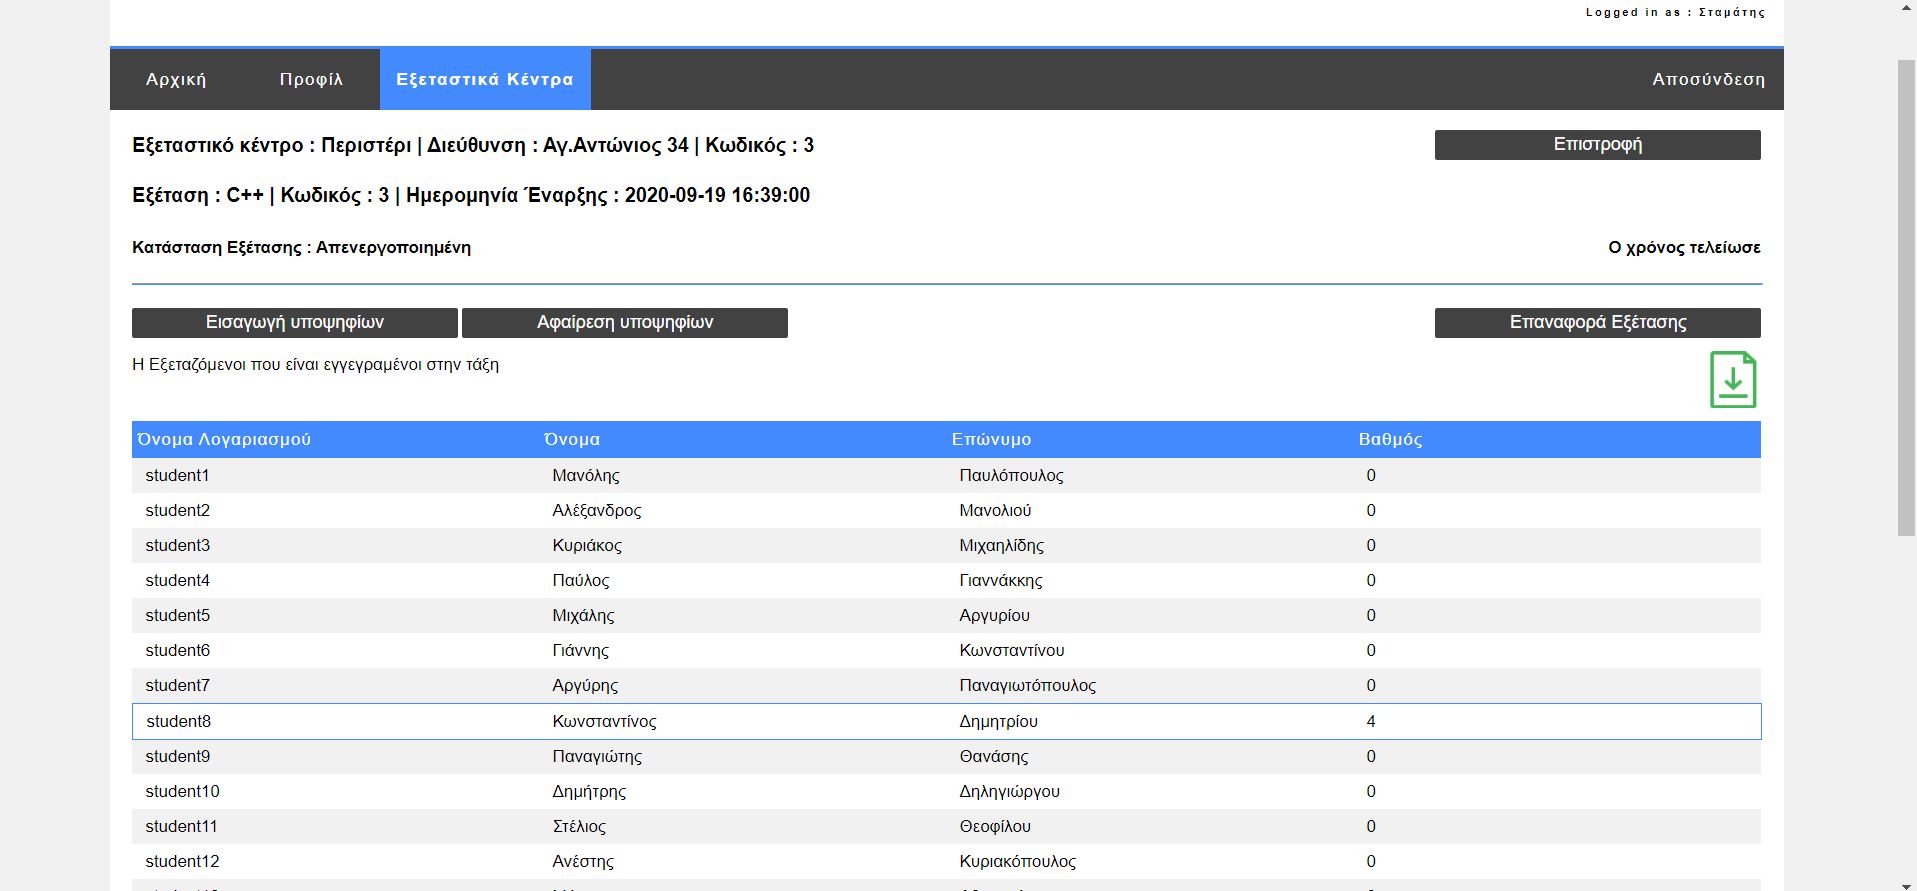 Logged in as : Σταμάτης
Αρχική Προφίλ Εξεταστικά Κέντρα Αποσύνδεση
Εξεταστικό κέντρο : Περιστέρι | Διεύθυνση : Αγ.Αντώνιος 34 | Κωδικός : 3 Επιστροφή
Εξέταση : C++ | Κωδικός : 3 | Ημερομηνία Έναρξης : 2020-09-19 16:39:00
Κατάσταση Εξέτασης : Απενεργοποιημένη Ο χρόνος τελείωσε
Εισαγωγή υποψηφίων Αφαίρεση υποψηφίων Επαναφορά Εξέτασης
Η Εξεταζόμενοι που είναι εγγεγραμένοι στην τάξη
Όνομα Λογαριασμού Όνομα Επώνυμο Βαθμός
student1 Μανόλης Παυλόπουλος 0
student2 Αλέξανδρος Μανολιού 0
student3 Κυριάκος Μιχαηλίδης 0
student4 Παύλος Γιαννάκκης 0
student5 Μιχάλης Αργυρίου 0
student6 Γιάννης Κωνσταντίνου 0
student7 Αργύρης Παναγιωτόπουλος 0
student8 Κωνσταντίνος Δημητρίου 4
student9 Παναγιώτης Θανάσης 0
student10 Δημήτρης Δηληγιώργου 0
student11 Στέλιος Θεοφίλου 0
student12 Ανέστης Κυριακόπουλος 0